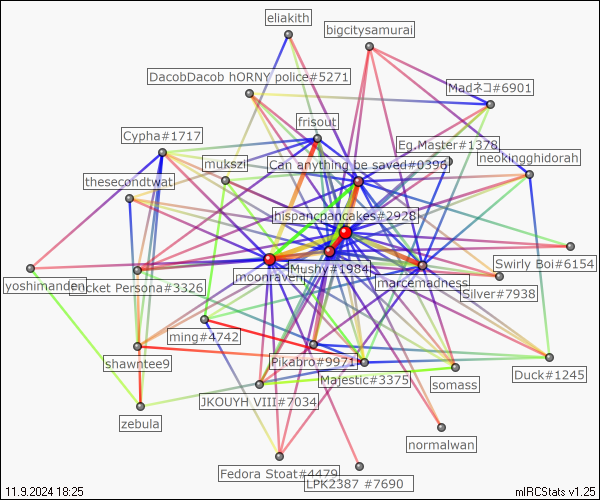 eliakith
bigcitysamurai
DacobDacob hORNY police#5271
Madネコ#6901
frisout
Cypha#1717
Eg.Master#1378
mukszi
Can anything be saved#0396
neokingghidorah
thesecondtwat
hispancpancakes#2928
Swirly Boi#6154
moonraven
Mushy#1984
marcemadness
yoshimanden
Pocket Persona#3326
Silver#7938
ming#4742
shawntee9
Pikabro#9971
Majestic#3375
somass
Duck#1245
JKOUYH VIII#7034
zebula
normalwan
Fedora Stoat#4479
LPK2387 #7690
11.9.2024 18:25
mIRCStats v1.25